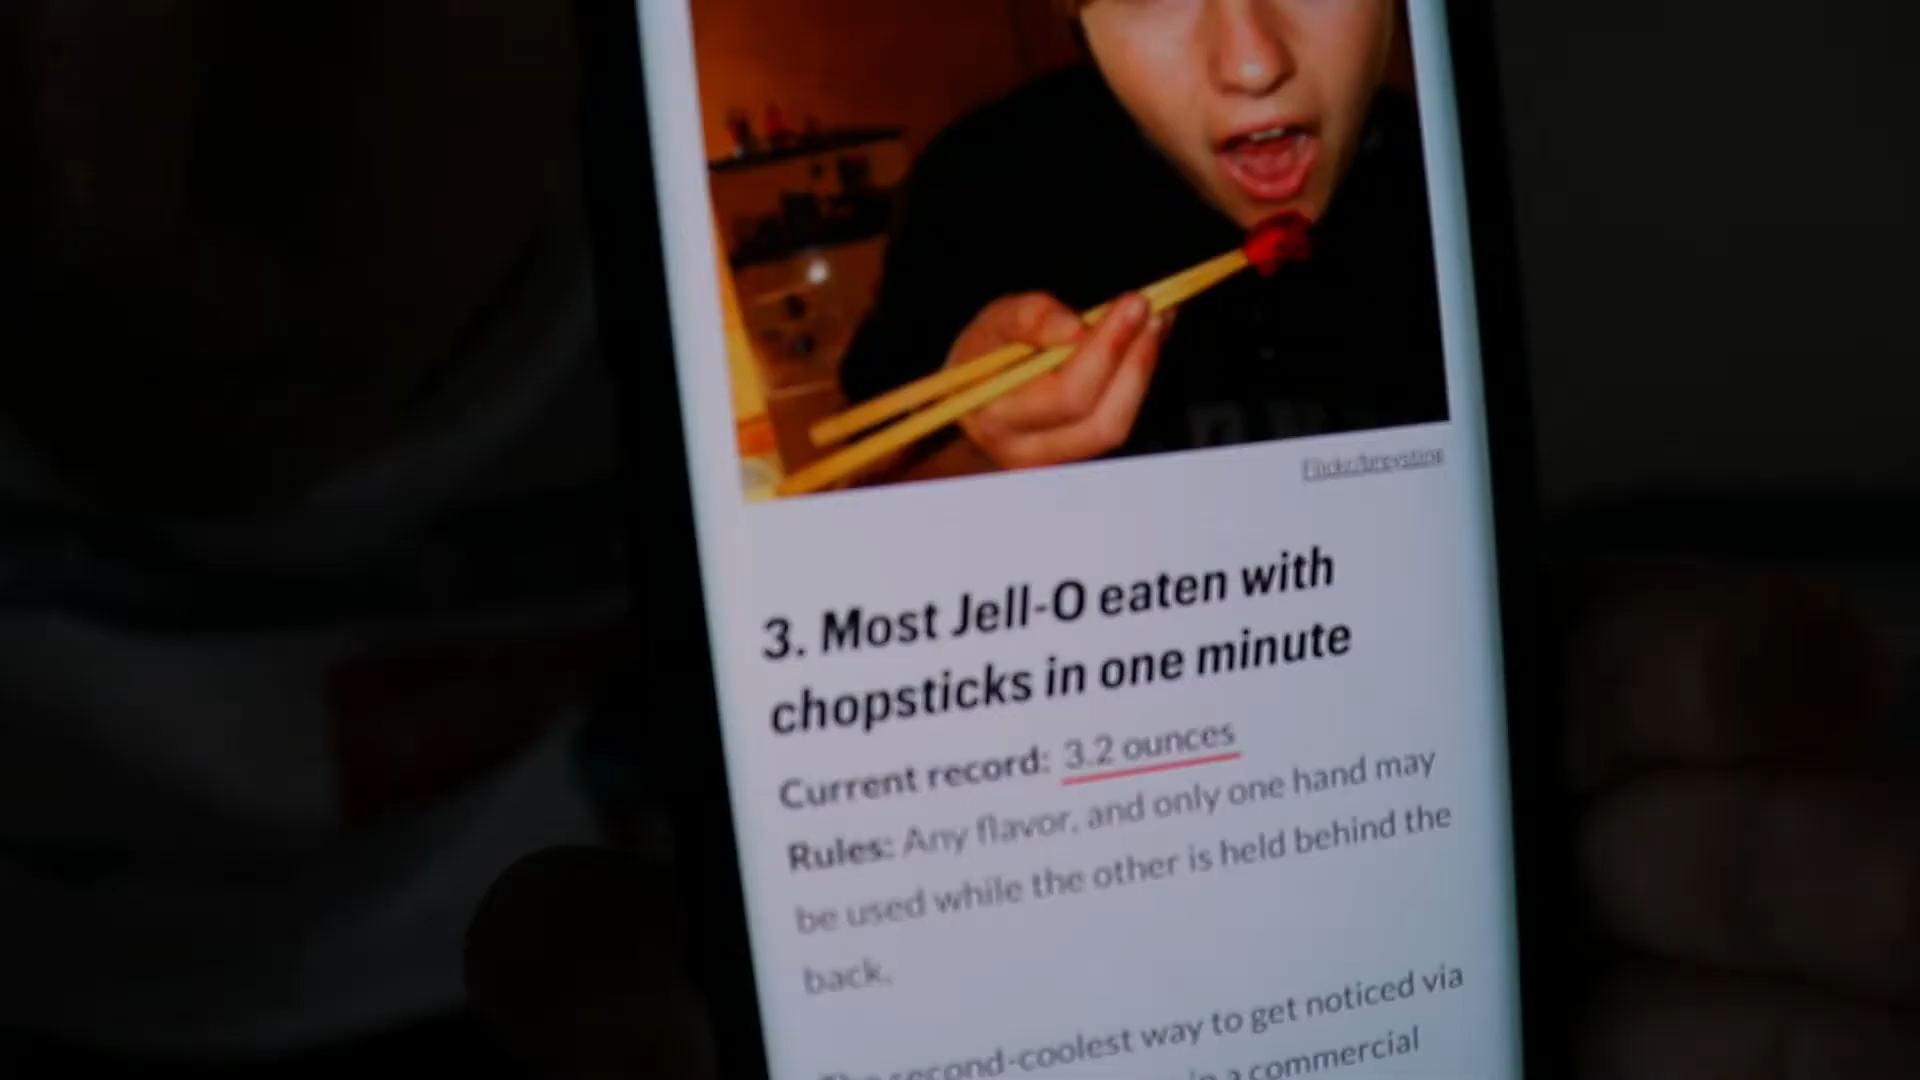 3. Most Jell-O eaten with
chopsticks in one minute
Current record: 3.2 ounces
Rules: Any flavor, and only one hand may
be used while the other is held behind the
back.
second-coolest way to get noticed via
in a commercial